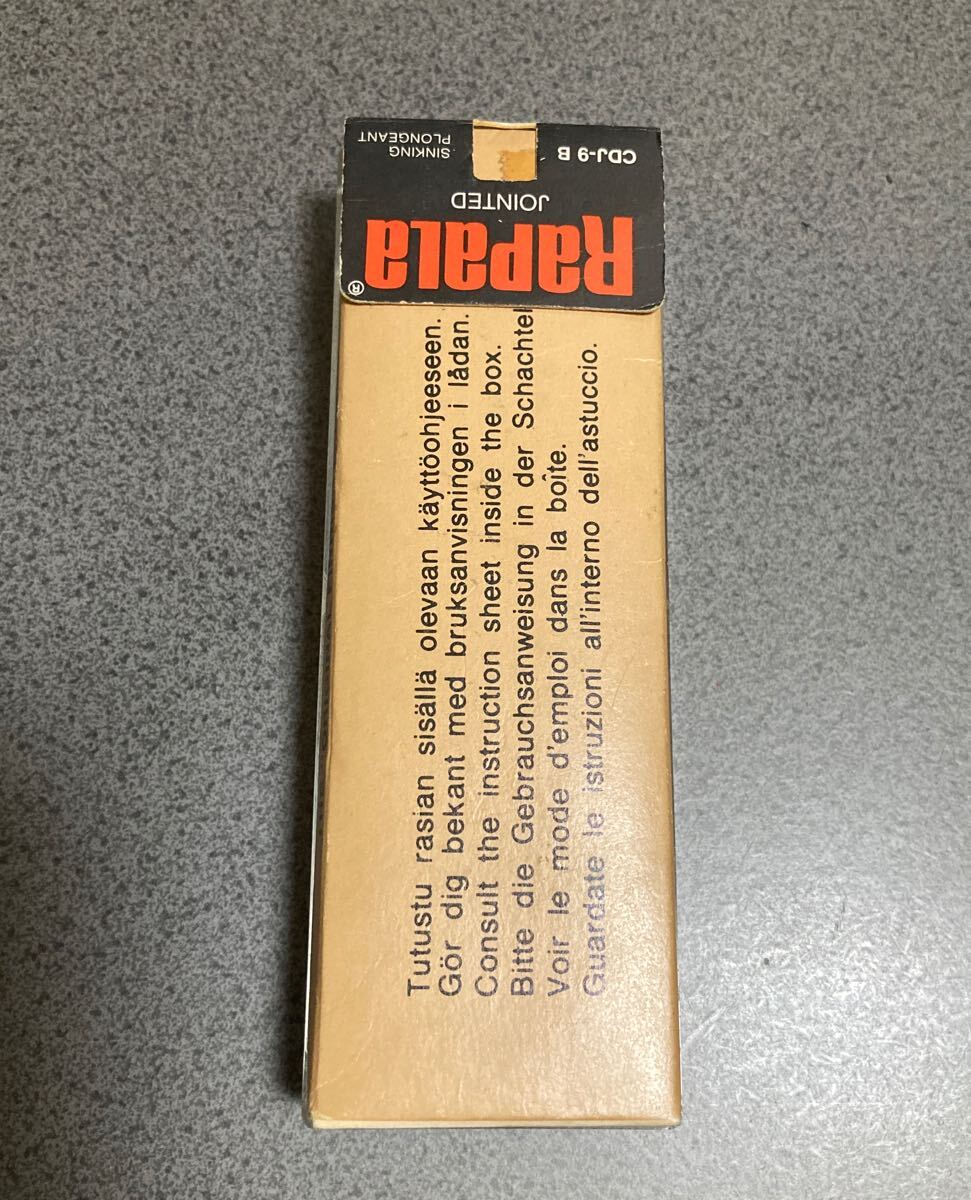 CDJ-9 B
SINKING
PLONGEANT
JOINTED
RAPALA®
Tutustu rasian sisällä olevaan käyttöohjeeseen.
Gör dig bekant med bruksanvisningen i lådan.
Consult the instruction sheet inside the box.
Bitte die Gebrauchsanweisung in der Schachtel
Voir le mode d'emploi dans la boîte.
Guardate le istruzioni all'interno dell'astuccio.